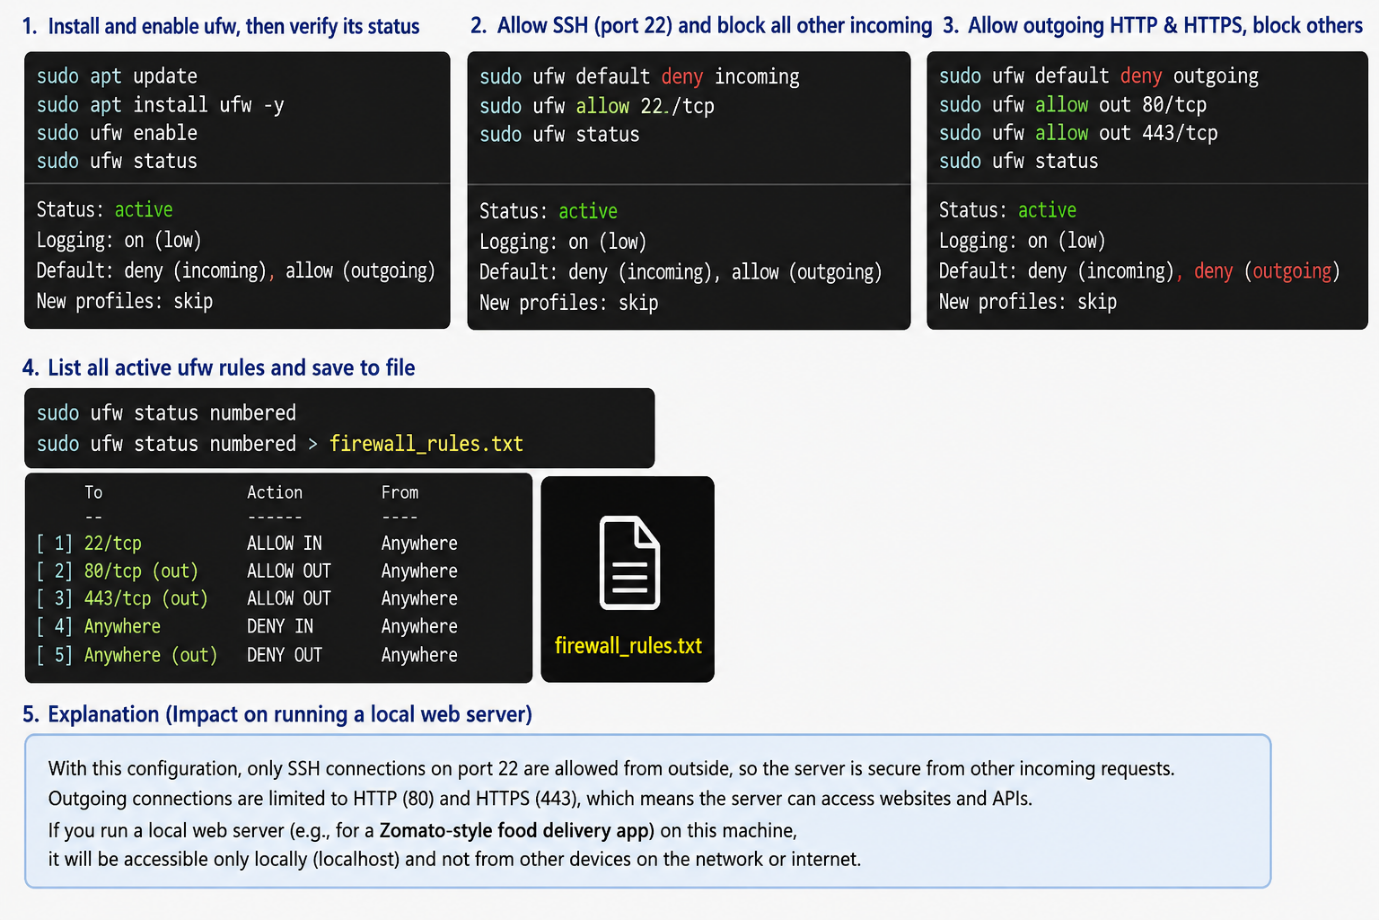 1. Install and enable ufw, then verify its status
sudo apt update
sudo apt install ufw -y
sudo ufw enable
sudo ufw status
Status: active
Logging: on (low)
Default: deny (incoming), allow (outgoing)
New profiles: skip
2. Allow SSH (port 22) and block all other incoming
sudo ufw default deny incoming
sudo ufw allow 22./tcp
sudo ufw status
Status: active
Logging: on (low)
Default: deny (incoming), allow (outgoing)
New profiles: skip
3. Allow outgoing HTTP & HTTPS, block others
sudo ufw default deny outgoing
sudo ufw allow out 80/tcp
sudo ufw allow out 443/tcp
sudo ufw status
Status: active
Logging: on (low)
Default: deny (incoming), deny (outgoing)
New profiles: skip
4. List all active ufw rules and save to file
sudo ufw status numbered
sudo ufw status numbered > firewall_rules.txt
To Action From
-- ------ ----
[ 1] 22/tcp ALLOW IN Anywhere
[ 2] 80/tcp (out) ALLOW OUT Anywhere
[ 3] 443/tcp (out) ALLOW OUT Anywhere
[ 4] Anywhere DENY IN Anywhere
[ 5] Anywhere (out) DENY OUT Anywhere
firewall_rules.txt
5. Explanation (Impact on running a local web server)
With this configuration, only SSH connections on port 22 are allowed from outside, so the server is secure from other incoming requests.
Outgoing connections are limited to HTTP (80) and HTTPS (443), which means the server can access websites and APIs.
If you run a local web server (e.g., for a Zomato-style food delivery app) on this machine,
it will be accessible only locally (localhost) and not from other devices on the network or internet.